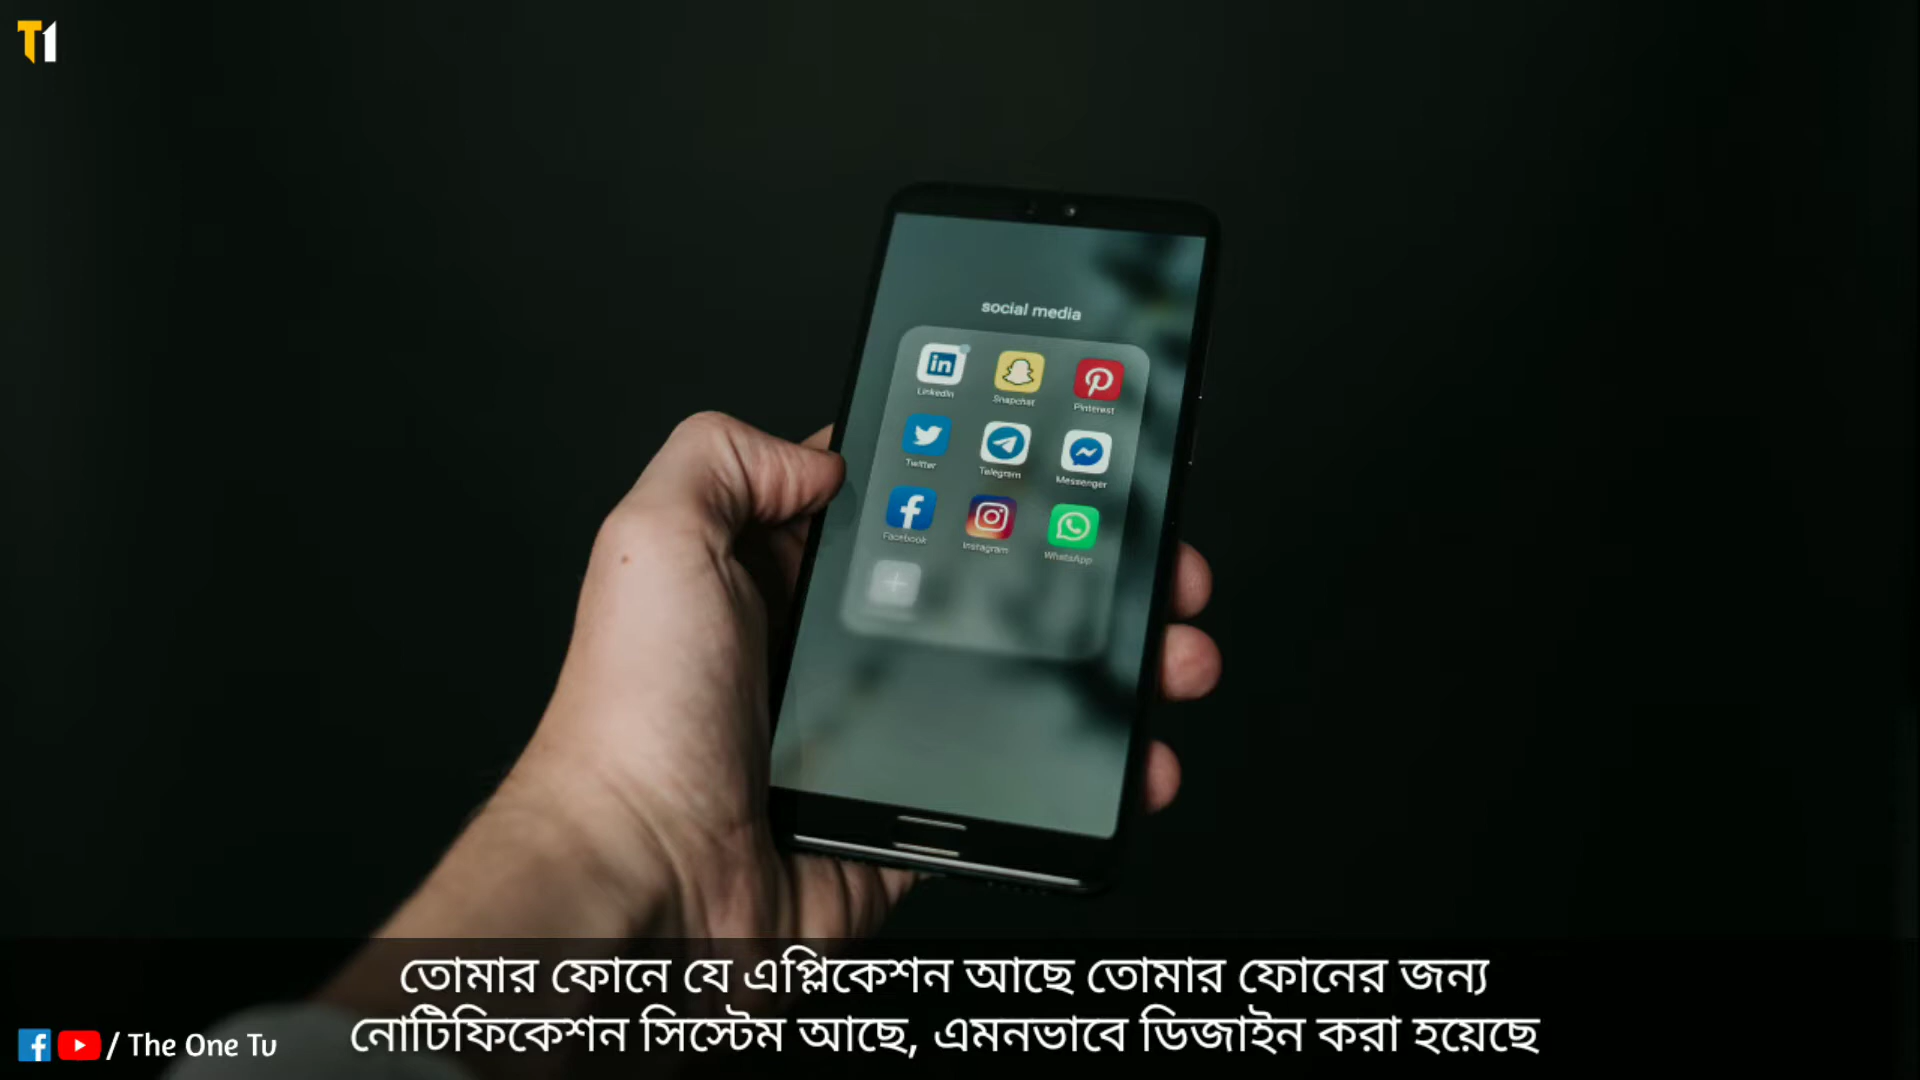 T1
social media
LinkedIn
Snapchat
Pinterest
Twitter
Telegram
Messenger
Facebook
Instagram
WhatsApp
তোমার ফোনে যে এপ্লিকেশন আছে তোমার ফোনের জন্য
নোটিফিকেশন সিস্টেম আছে, এমনভাবে ডিজাইন করা হয়েছে
/ The One Tv